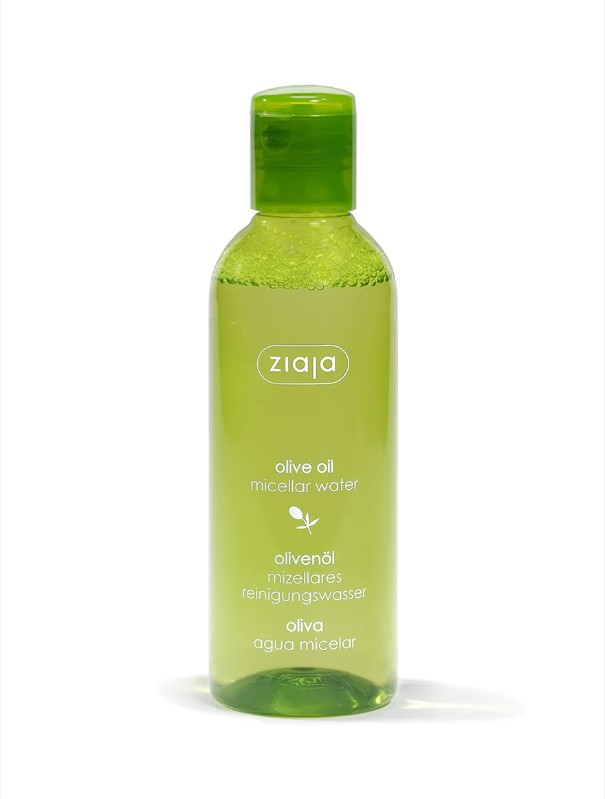 ziaja
olive oil
micellar water
olivenöl
mizellares
reinigungswasser
oliva
agua micelar